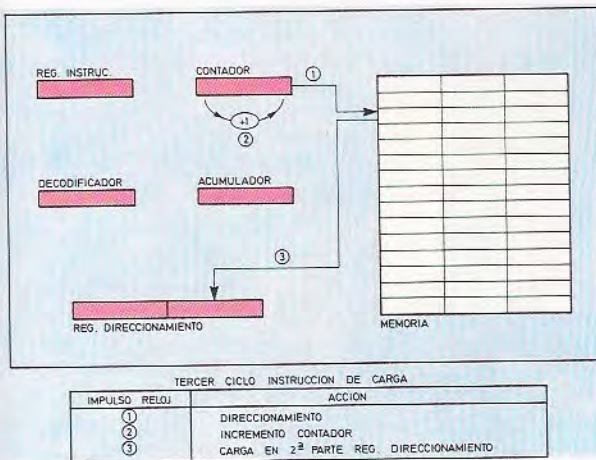 REG. INSTRUC.
CONTADOR
①
+1
②
DECODIFICADOR
ACUMULADOR
③
REG. DIRECCIONAMIENTO
MEMORIA
TERCER CICLO INSTRUCCION DE CARGA
IMPULSO RELOJ ACCION
① DIRECCIONAMIENTO
② INCREMENTO CONTADOR
③ CARGA EN 2ª PARTE REG. DIRECCIONAMIENTO